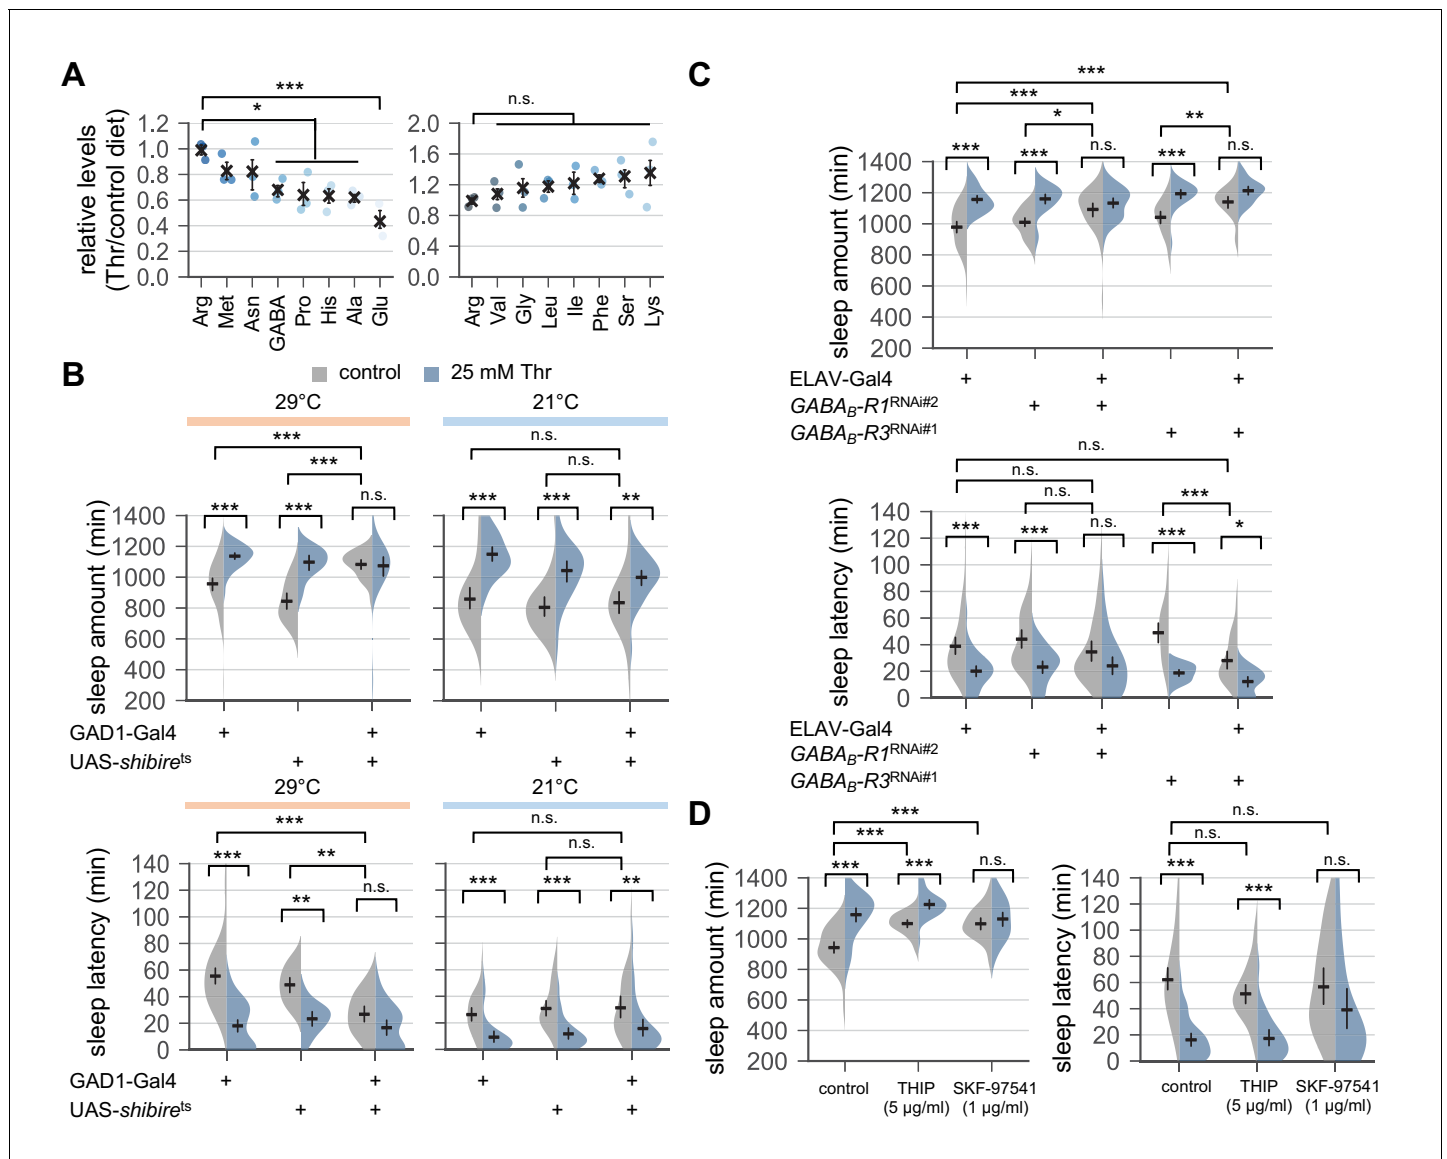 A
relative levels
(Thr/control diet)
***
*
1.2
1.0
0.8
0.6
0.4
0.2
0.0
Arg
Met
Asn
GABA
Pro
His
Ala
Glu
n.s.
2.0
1.6
1.2
0.8
0.4
0.0
Arg
Val
Gly
Leu
Ile
Phe
Ser
Lys
B
control
25 mM Thr
29°C
21°C
sleep amount (min)
***
***
*** *** n.s.
1400
1200
1000
800
600
400
200
n.s.
n.s.
*** *** **
GAD1-Gal4 + + + +
UAS-shibire^ts + + + +
29°C
21°C
sleep latency (min)
***
**
*** ** n.s.
140
120
100
80
60
40
20
0
n.s.
n.s.
*** *** **
GAD1-Gal4 + + + +
UAS-shibire^ts + + + +
C
sleep amount (min)
***
***
* **
*** *** n.s. *** n.s.
1400
1200
1000
800
600
400
200
ELAV-Gal4 + + +
GABA_B-R1^RNAi#2 + +
GABA_B-R3^RNAi#1 + +
sleep latency (min)
n.s.
n.s.
n.s. ***
*** *** n.s. *** *
140
120
100
80
60
40
20
0
ELAV-Gal4 + + +
GABA_B-R1^RNAi#2 + +
GABA_B-R3^RNAi#1 + +
D
sleep amount (min)
***
***
*** *** n.s.
1400
1200
1000
800
600
400
200
control
THIP
(5 µg/ml)
SKF-97541
(1 µg/ml)
sleep latency (min)
n.s.
n.s.
*** *** n.s.
140
120
100
80
60
40
20
0
control
THIP
(5 µg/ml)
SKF-97541
(1 µg/ml)